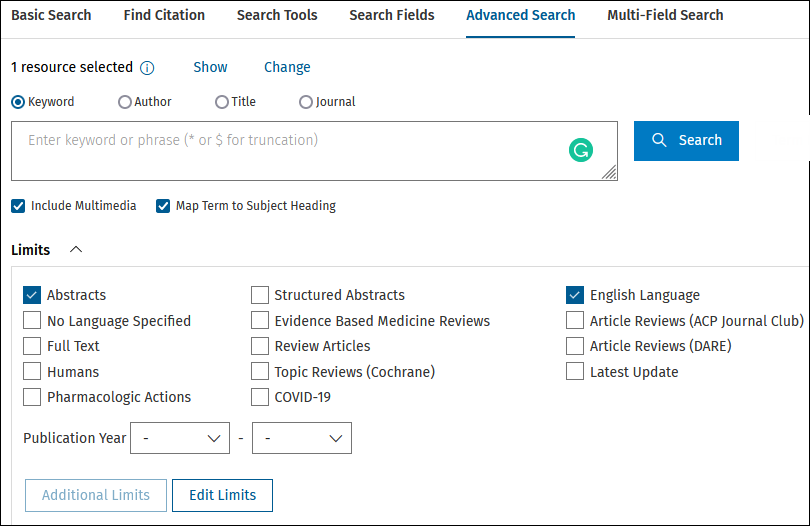 Basic Search Find Citation Search Tools Search Fields Advanced Search Multi-Field Search
1 resource selected Show Change
Keyword Author Title Journal
Enter keyword or phrase (* or $ for truncation)
Search
Include Multimedia Map Term to Subject Heading
Limits
Abstracts Structured Abstracts English Language
No Language Specified Evidence Based Medicine Reviews Article Reviews (ACP Journal Club)
Full Text Review Articles Article Reviews (DARE)
Humans Topic Reviews (Cochrane) Latest Update
Pharmacologic Actions COVID-19
Publication Year - - -
Additional Limits Edit Limits